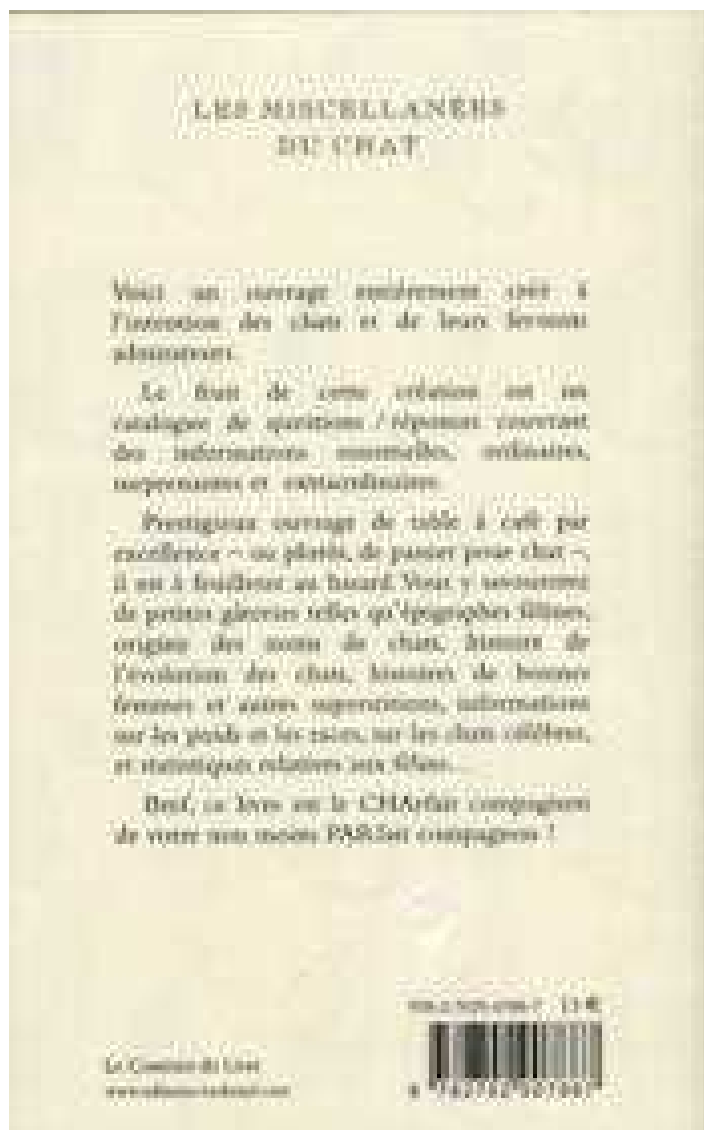 LES MISCELLANÉES
DU CHAT
Voici un ouvrage entièrement créé à
l'intention des chats et de leurs fervents
admirateurs.
Le fruit de cette création est un
catalogue de questions / réponses couvrant
des informations essentielles, ordinaires,
surprenantes et extraordinaires.
Prestigieux ouvrage de table à café par
excellence – ou plutôt, de panier pour chat –,
il est à feuilleter au hasard. Vous y savourerez
de petites gâteries telles qu'épigraphes félines,
origine des noms de chats, histoire de
l'évolution des chats, histoires de bonnes
femmes et autres superstitions, informations
sur les poids et les races, sur les chats célèbres,
et statistiques relatives aux félins...
Bref, ce livre est le CHArfait compagnon
de votre non moins PARfait compagnon !
13 €
Le Courrier du Livre